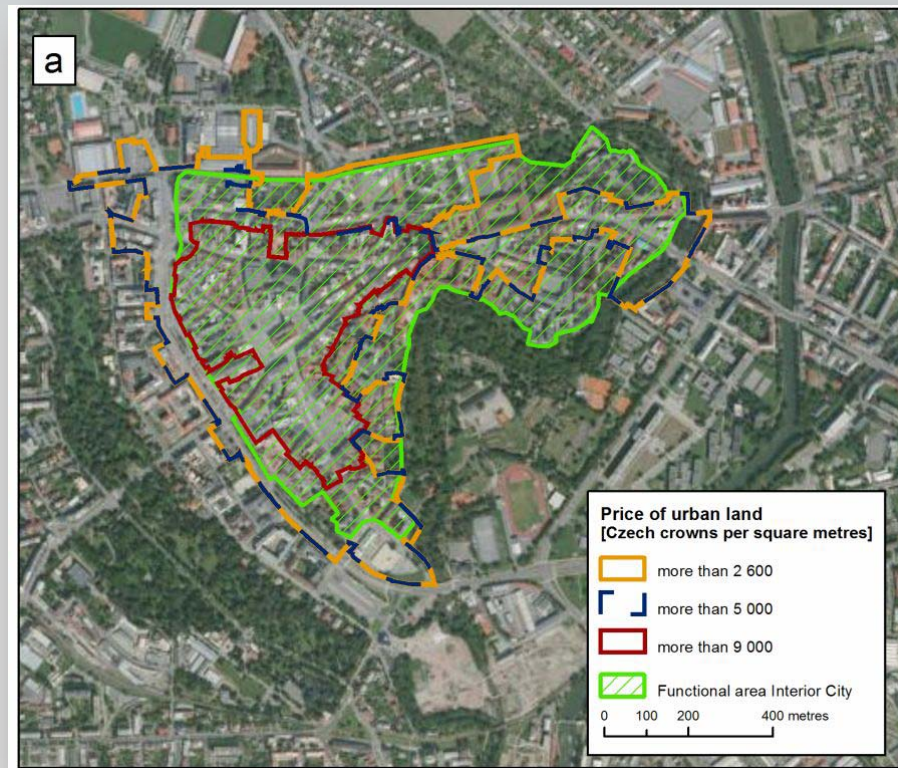 a
Price of urban land
[Czech crowns per square metres]
more than 2 600
more than 5 000
more than 9 000
Functional area Interior City
0 100 200 400 metres